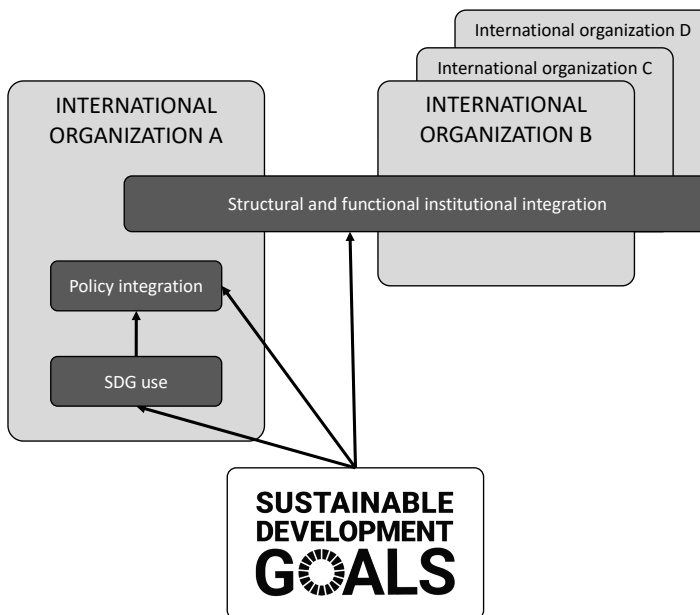 International organization D
International organization C
INTERNATIONAL
ORGANIZATION A
INTERNATIONAL
ORGANIZATION B
Structural and functional institutional integration
Policy integration
SDG use
SUSTAINABLE
DEVELOPMENT
GOALS